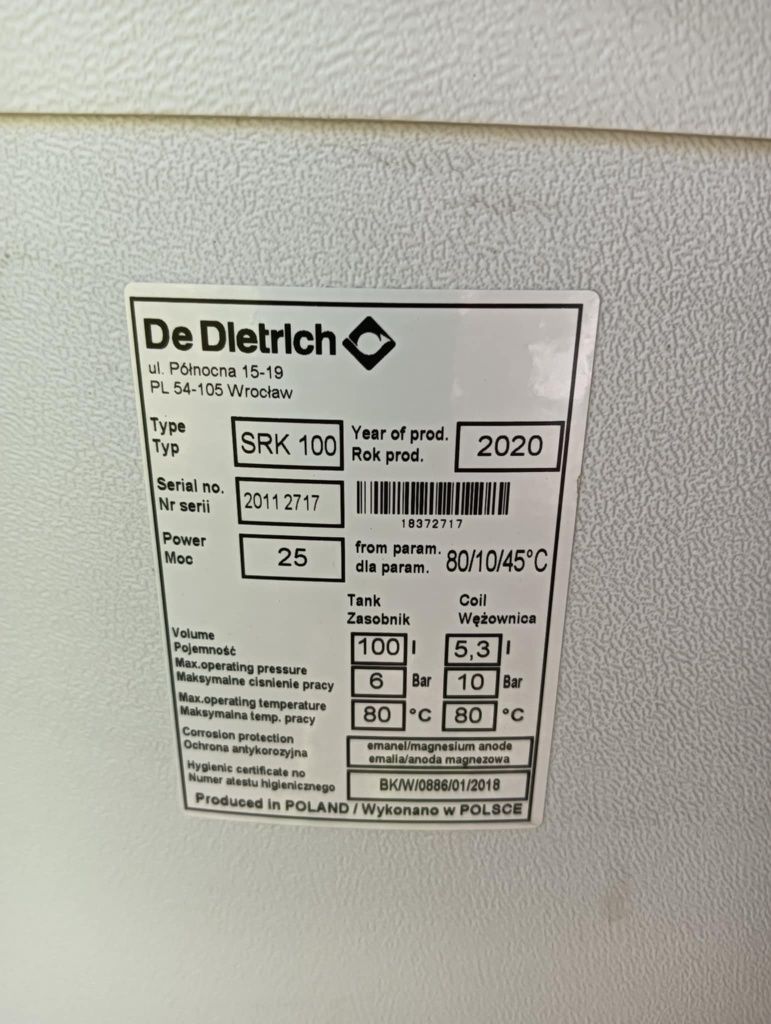 De Dietrich
ul. Północna 15-19
PL 54-105 Wrocław
Type SRK 100 Year of prod. 2020
Typ Rok prod.
Serial no. 2011 2717
Nr serii
18372717
Power 25 from param. 80/10/45°C
Moc dla param.
Tank Coil
Zasobnik Wężownica
Volume
Pojemność 100 l 5,3 l
Max.operating pressure
Maksymalne cisnienie pracy 6 Bar 10 Bar
Max.operating temperature
Maksymalna temp. pracy 80 °C 80 °C
Corrosion protection emanel/magnesium anode
Ochrona antykorozyjna emalia/anoda magnezowa
Hygienic certificate no
Numer atestu higienicznego BK/W/0886/01/2018
Produced in POLAND / Wykonano w POLSCE